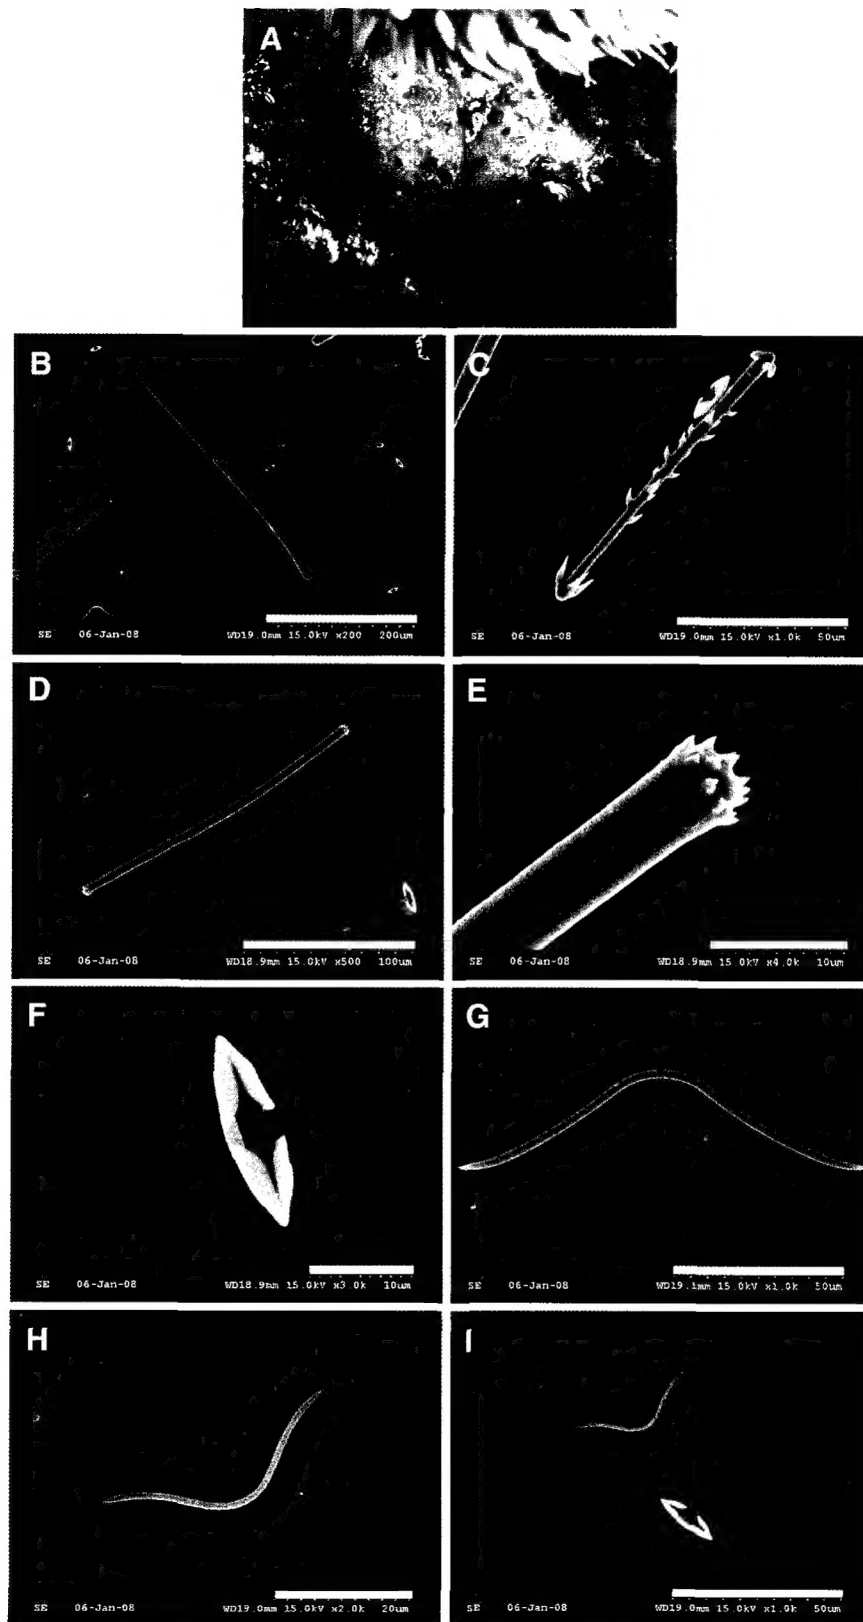 A
B
SE 06-Jan-08 WD19.0mm 15.0kV x200 200um
C
SE 06-Jan-08 WD19.0mm 15.0kV x1.0k 50um
D
SE 06-Jan-08 WD18.9mm 15.0kV x500 100um
E
SE 06-Jan-08 WD18.9mm 15.0kV x4.0k 10um
F
SE 06-Jan-08 WD18.9mm 15.0kV x3.0k 10um
G
SE 06-Jan-08 WD19.1mm 15.0kV x1.0k 50um
H
SE 06-Jan-08 WD19.0mm 15.0kV x2.0k 20um
I
SE 06-Jan-08 WD19.0mm 15.0kV x1.0k 50um